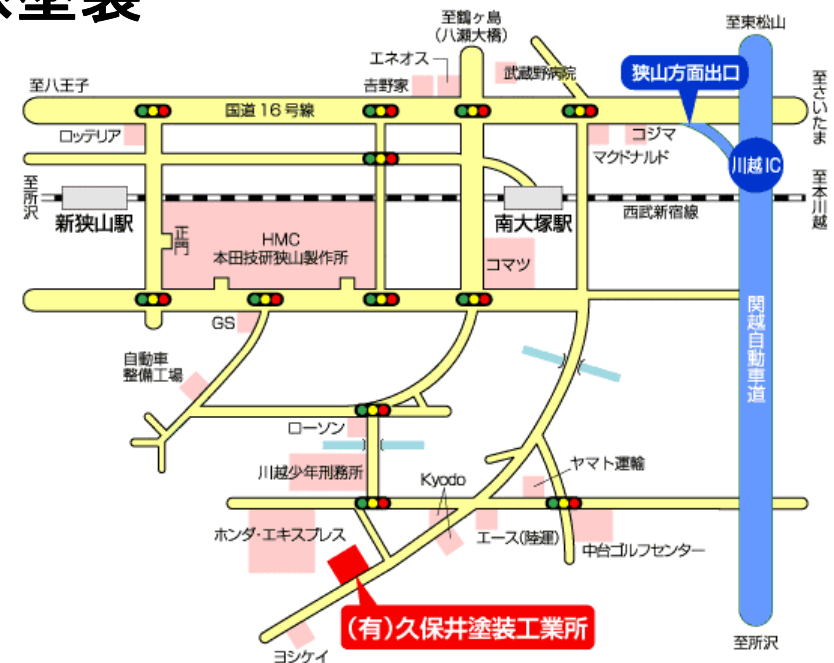 塗装
至鶴ヶ島
(八瀬大橋)
至東松山
エネオス
武蔵野病院
狭山方面出口
至八王子
吉野家
至さいたま
国道16号線
ロッテリア
コジマ
マクドナルド
川越IC
至所沢
至本川越
新狭山駅
南大塚駅
西武新宿線
正門
HMC
本田技研狭山製作所
コマツ
関越自動車道
GS
自動車
整備工場
ローソン
川越少年刑務所
Kyodo
ヤマト運輸
ホンダ・エキスプレス
エース(陸運)
中台ゴルフセンター
(有)久保井塗装工業所
至所沢
ヨシケイ